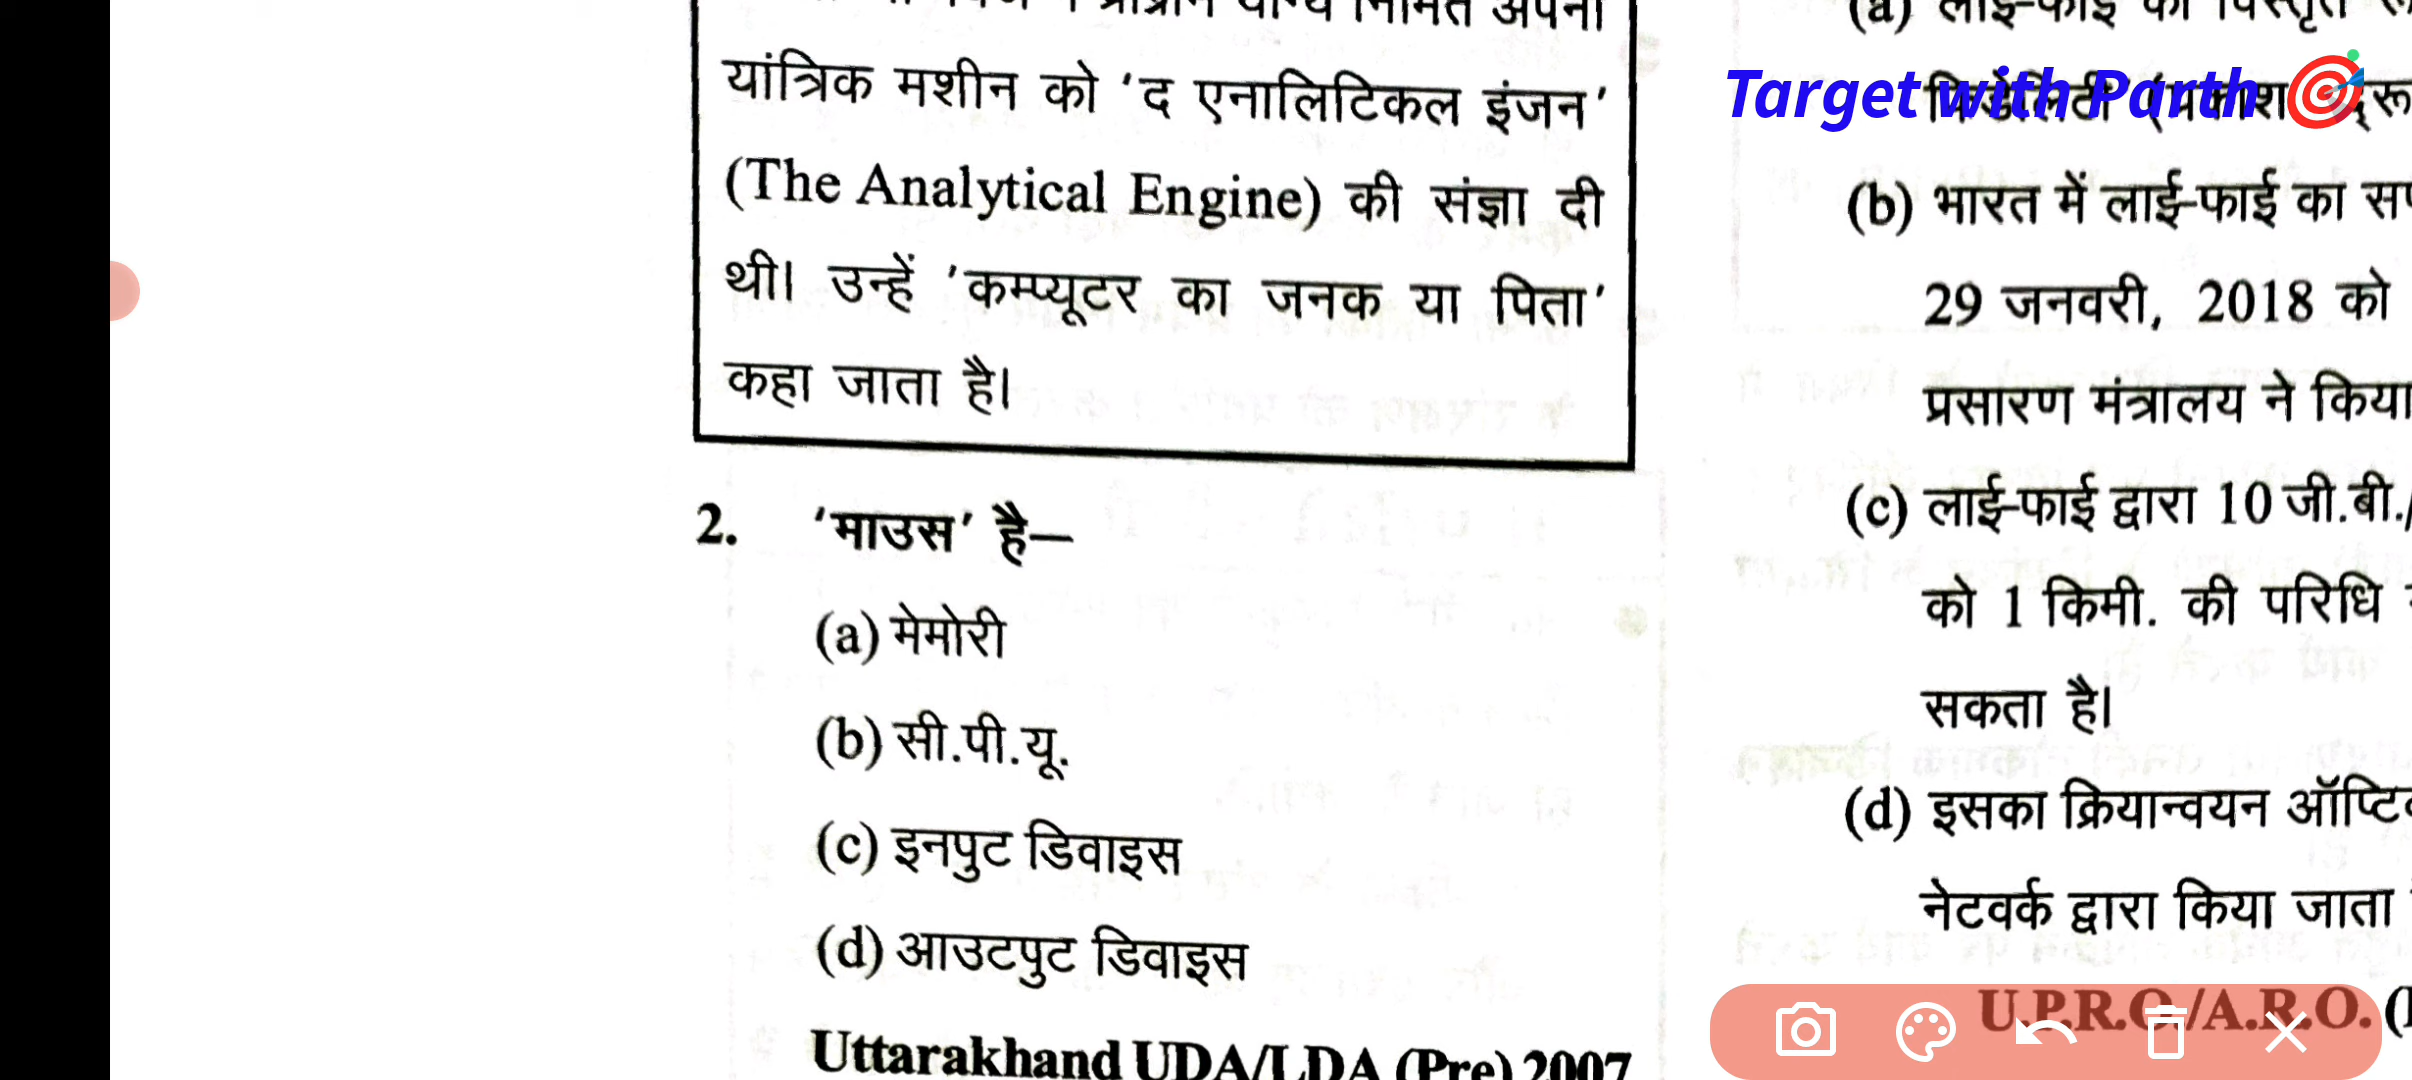 यांत्रिक मशीन को ‘द एनालिटिकल इंजन’
(The Analytical Engine) की संज्ञा दी
थी। उन्हें ‘कम्प्यूटर का जनक या पिता’
कहा जाता है।
2. ‘माउस’ है—
(a) मेमोरी
(b) सी.पी.यू.
(c) इनपुट डिवाइस
(d) आउटपुट डिवाइस
Uttarakhand UDA/LDA (Pre) 2007
(a) लाई-फाई का विस्तृत
Target with Parth
(b) भारत में लाई-फाई का
29 जनवरी, 2018 को
प्रसारण मंत्रालय ने किया
(c) लाई-फाई द्वारा 10 जी.बी./
को 1 किमी. की परिधि
सकता है।
(d) इसका क्रियान्वयन
नेटवर्क द्वारा किया जाता
U.P.R.O./A.R.O.